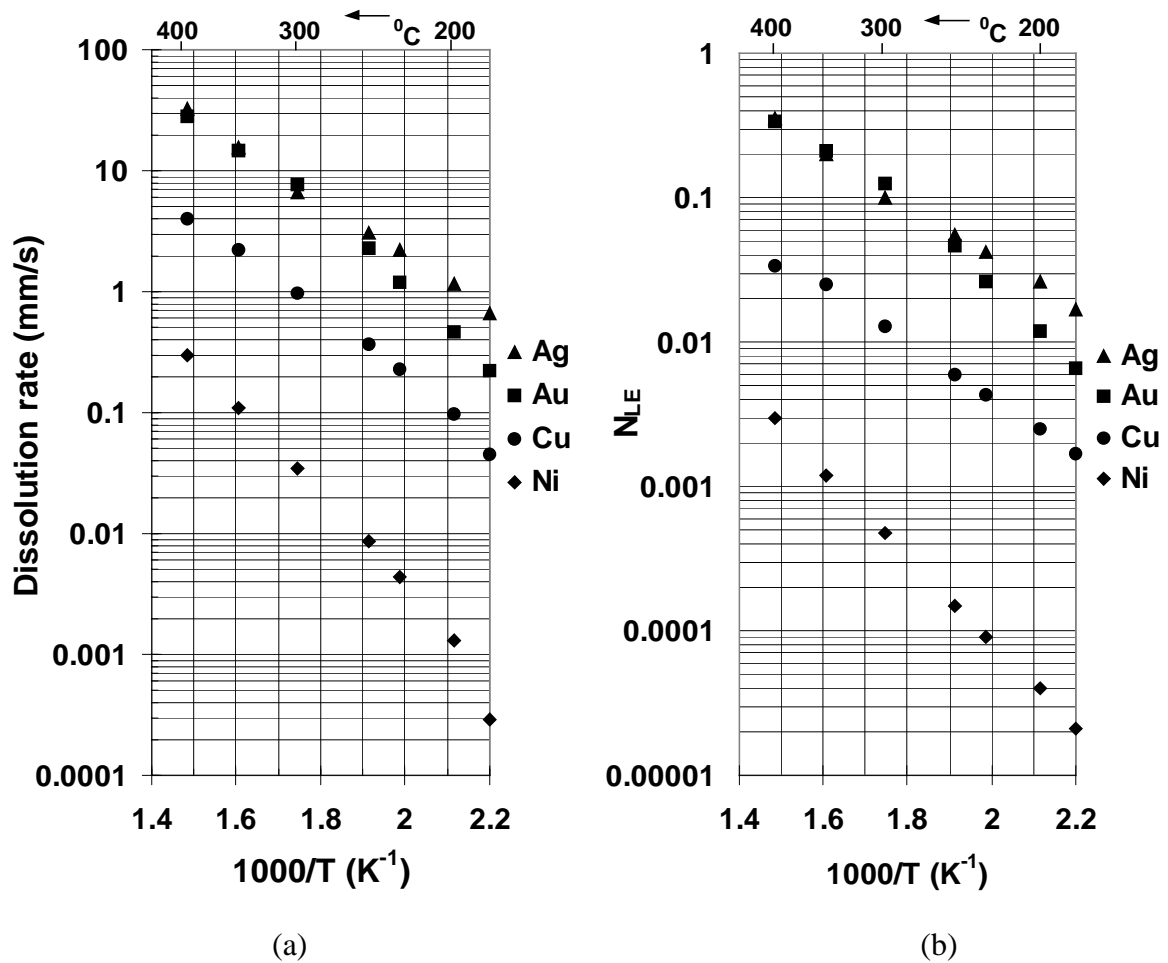 400 300 ⁰C 200
100
10
1
0.1
0.01
0.001
0.0001
Dissolution rate (mm/s)
1.4 1.6 1.8 2 2.2
1000/T (K⁻¹)
Ag
Au
Cu
Ni
(a)
400 300 ⁰C 200
1
0.1
0.01
0.001
0.0001
0.00001
N_LE
1.4 1.6 1.8 2 2.2
1000/T (K⁻¹)
Ag
Au
Cu
Ni
(b)